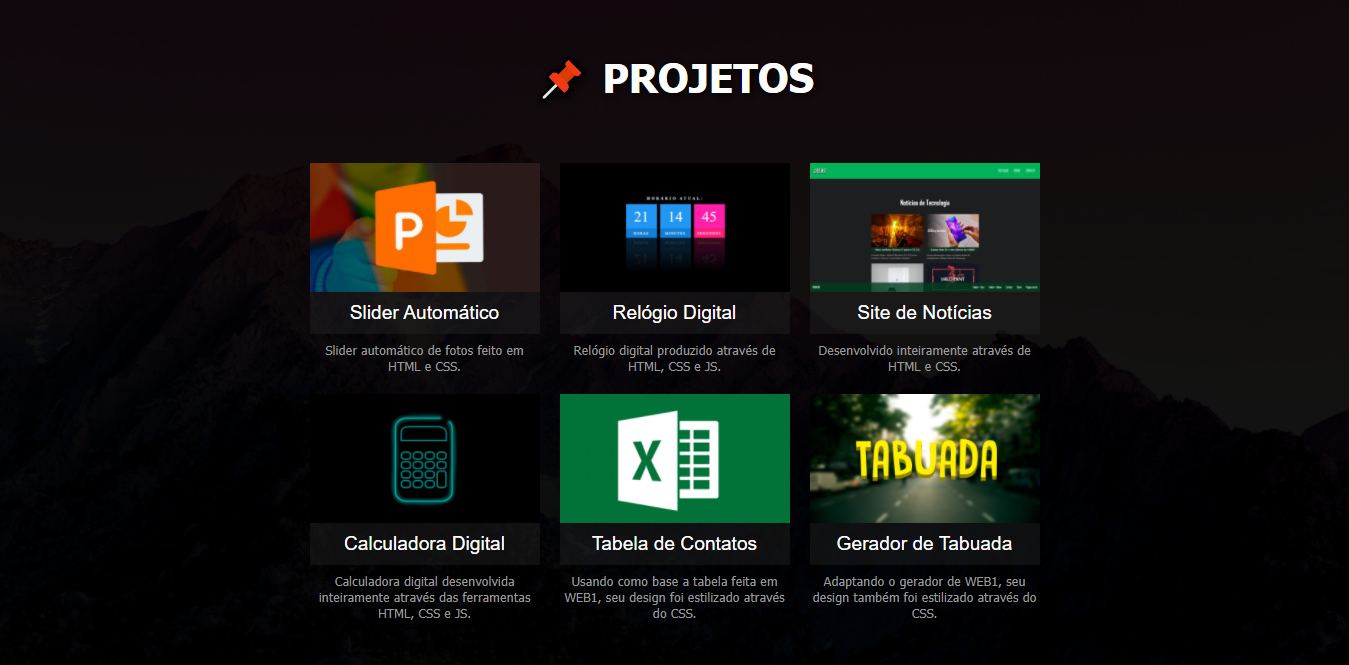 PROJETOS
P
HORÁRIO ATUAL:
21 14 45
HORAS MINUTOS SEGUNDOS
Notícias de Tecnologia
Slider Automático
Relógio Digital
Site de Notícias
Slider automático de fotos feito em
HTML e CSS.
Relógio digital produzido através de
HTML, CSS e JS.
Desenvolvido inteiramente através de
HTML e CSS.
X
TABUADA
Calculadora Digital
Tabela de Contatos
Gerador de Tabuada
Calculadora digital desenvolvida
inteiramente através das ferramentas
HTML, CSS e JS.
Usando como base a tabela feita em
WEB1, seu design foi estilizado através
do CSS.
Adaptando o gerador de WEB1, seu
design também foi estilizado através do
CSS.